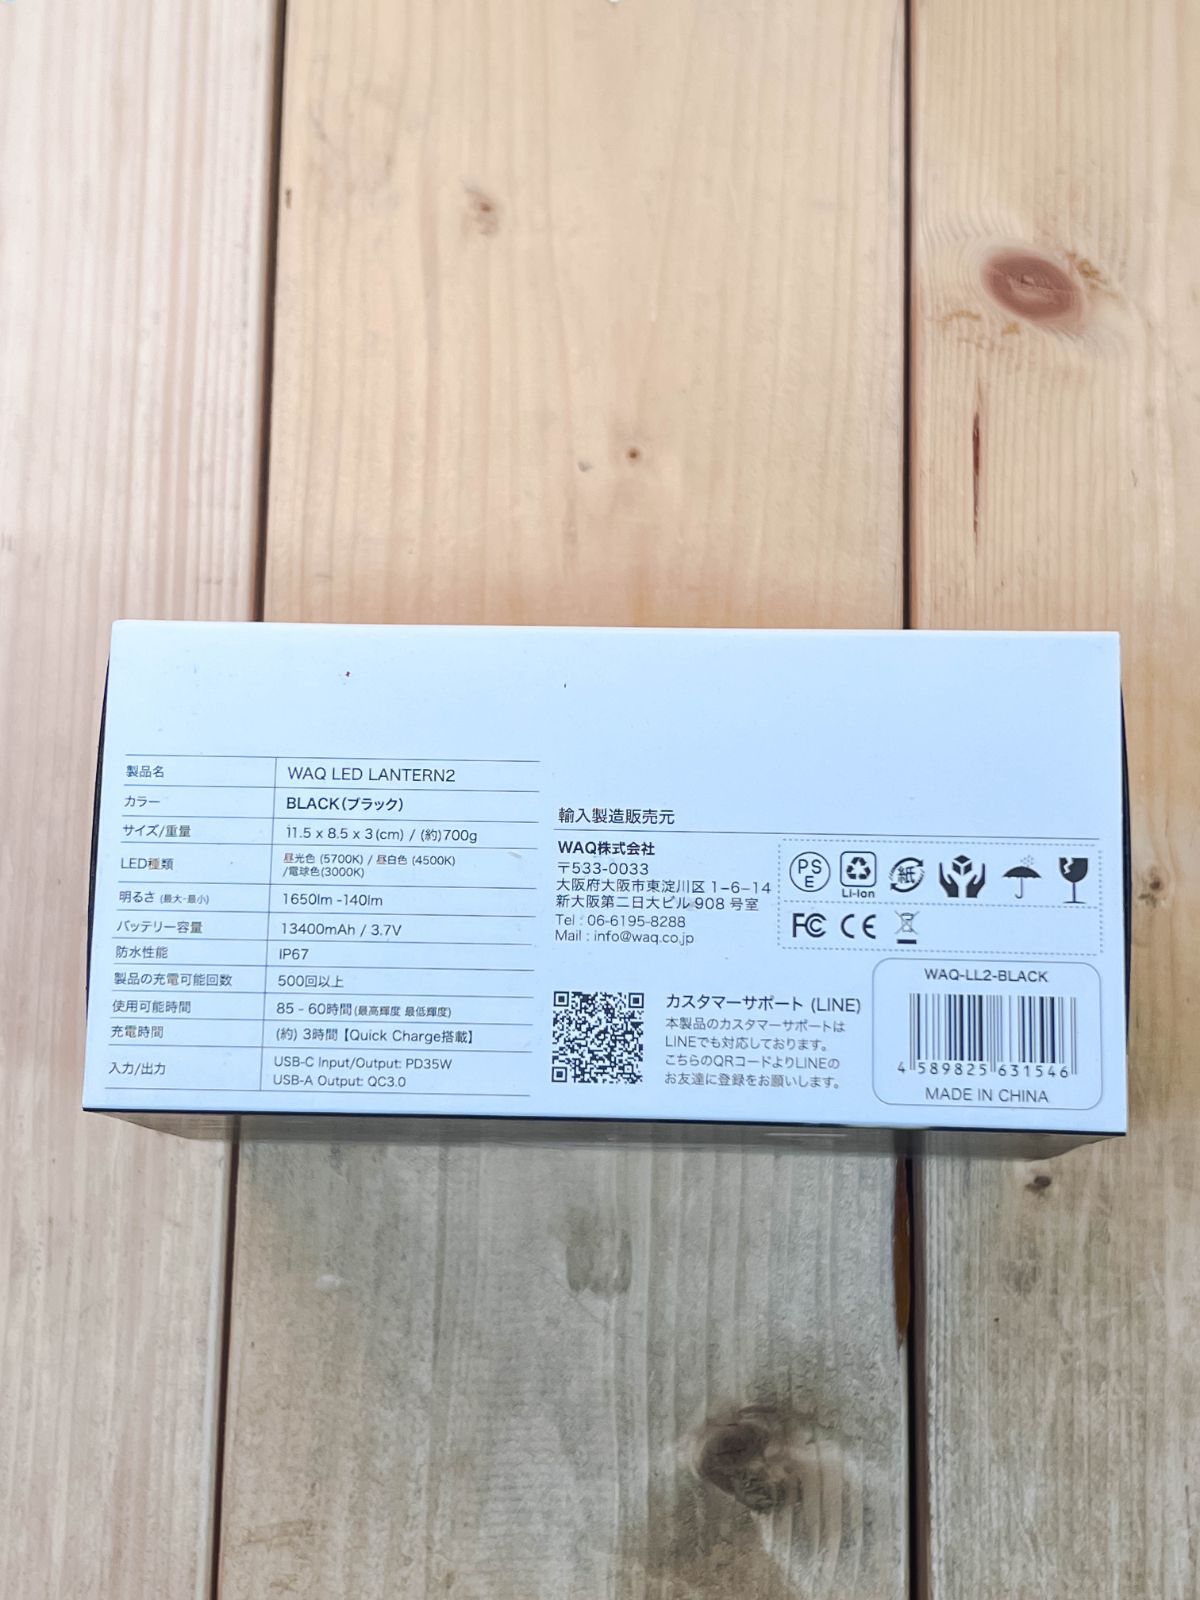 製品名 WAQ LED LANTERN2
カラー BLACK(ブラック)
サイズ/重量 11.5 x 8.5 x 3(cm) / (約)700g
LED種類 昼光色 (5700K) / 昼白色 (4500K)
/電球色(3000K)
明るさ (最大-最小) 1650lm -140lm
バッテリー容量 13400mAh / 3.7V
防水性能 IP67
製品の充電可能回数 500回以上
使用可能時間 85 - 60時間(最高輝度 最低輝度)
充電時間 (約) 3時間【Quick Charge搭載】
入力/出力 USB-C Input/Output: PD35W
USB-A Output: QC3.0
輸入製造販売元
WAQ株式会社
〒533-0033
大阪府大阪市東淀川区 1-6-14
新大阪第二日大ビル 908 号室
Tel : 06-6195-8288
Mail : info@waq.co.jp
PS
E
Li-ion
紙
FC CE
カスタマーサポート (LINE)
本製品のカスタマーサポートは
LINEでも対応しております。
こちらのQRコードよりLINEの
お友達に登録をお願いします。
WAQ-LL2-BLACK
4 589825 631546
MADE IN CHINA